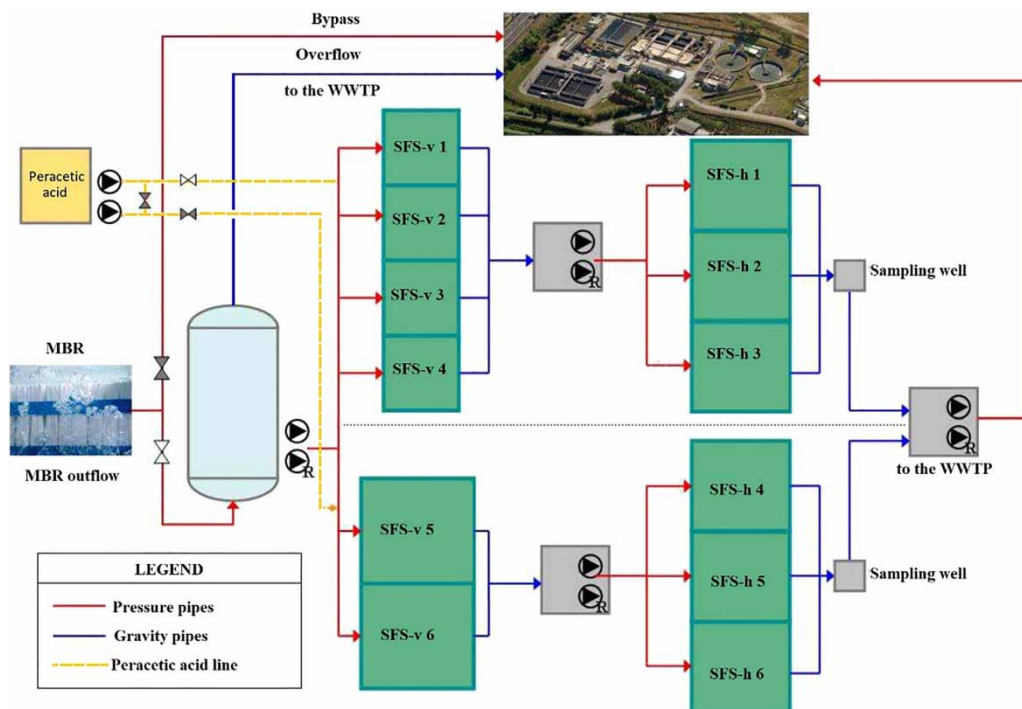 Bypass
Overflow
to the WWTP
Peracetic
acid
SFS-v 1
SFS-v 2
SFS-v 3
SFS-v 4
R
SFS-h 1
SFS-h 2
SFS-h 3
Sampling well
MBR
MBR outflow
R
R
to the WWTP
SFS-v 5
SFS-v 6
R
SFS-h 4
SFS-h 5
SFS-h 6
Sampling well
LEGEND
Pressure pipes
Gravity pipes
Peracetic acid line